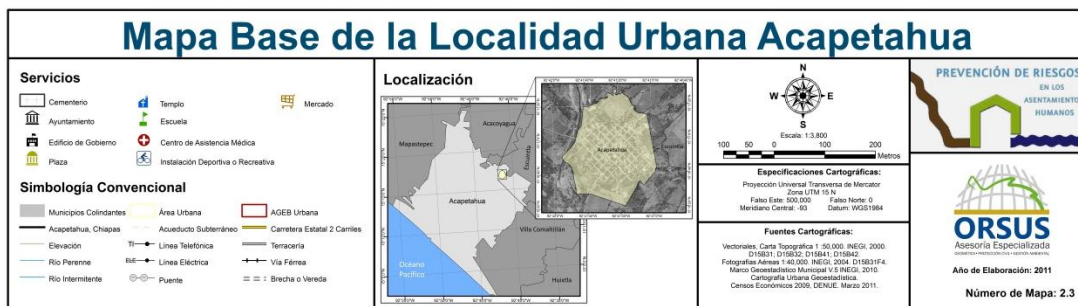 Mapa Base de la Localidad Urbana Acapetahua
Servicios
Cementerio
Templo
Mercado
Ayuntamiento
Escuela
Edificio de Gobierno
Centro de Asistencia Médica
Plaza
Instalación Deportiva o Recreativa
Simbología Convencional
Municipios Colindantes
Área Urbana
AGEB Urbana
Acapetahua, Chiapas
Acueducto Subterráneo
Carretera Estatal 2 Carriles
Elevación
Línea Telefónica
Terracería
Río Perenne
Línea Eléctrica
Vía Férrea
Río Intermitente
Puente
Brecha o Vereda
Localización
Acacoyagua
Mapastepec
Escuintla
Acapetahua
Villa Comaltitlán
Océano
Pacífico
Huixtla
Acapetahua
N
W
E
S
Escala: 1:3,800
100 50 0 100 200
Metros
Especificaciones Cartográficas:
Proyección Universal Transversa de Mercator
Zona UTM 15 N
Falso Este: 500,000 Falso Norte: 0
Meridiano Central: -93 Datum: WGS1984
Fuentes Cartográficas:
Vectoriales, Carta Topográfica 1:50,000. INEGI, 2000.
D15B31; D15B32; D15B41; D15B42.
Fotografías Aéreas 1:40,000. INEGI, 2004. D15B31F4.
Marco Geoestadístico Municipal V.5 INEGI, 2010.
Cartografía Urbana Geoestadística.
Censos Económicos 2009, DENUE. Marzo 2011.
PREVENCIÓN DE RIESGOS
EN LOS
ASENTAMIENTOS
HUMANOS
ORSUS
Asesoría Especializada
Año de Elaboración: 2011
Número de Mapa: 2.3